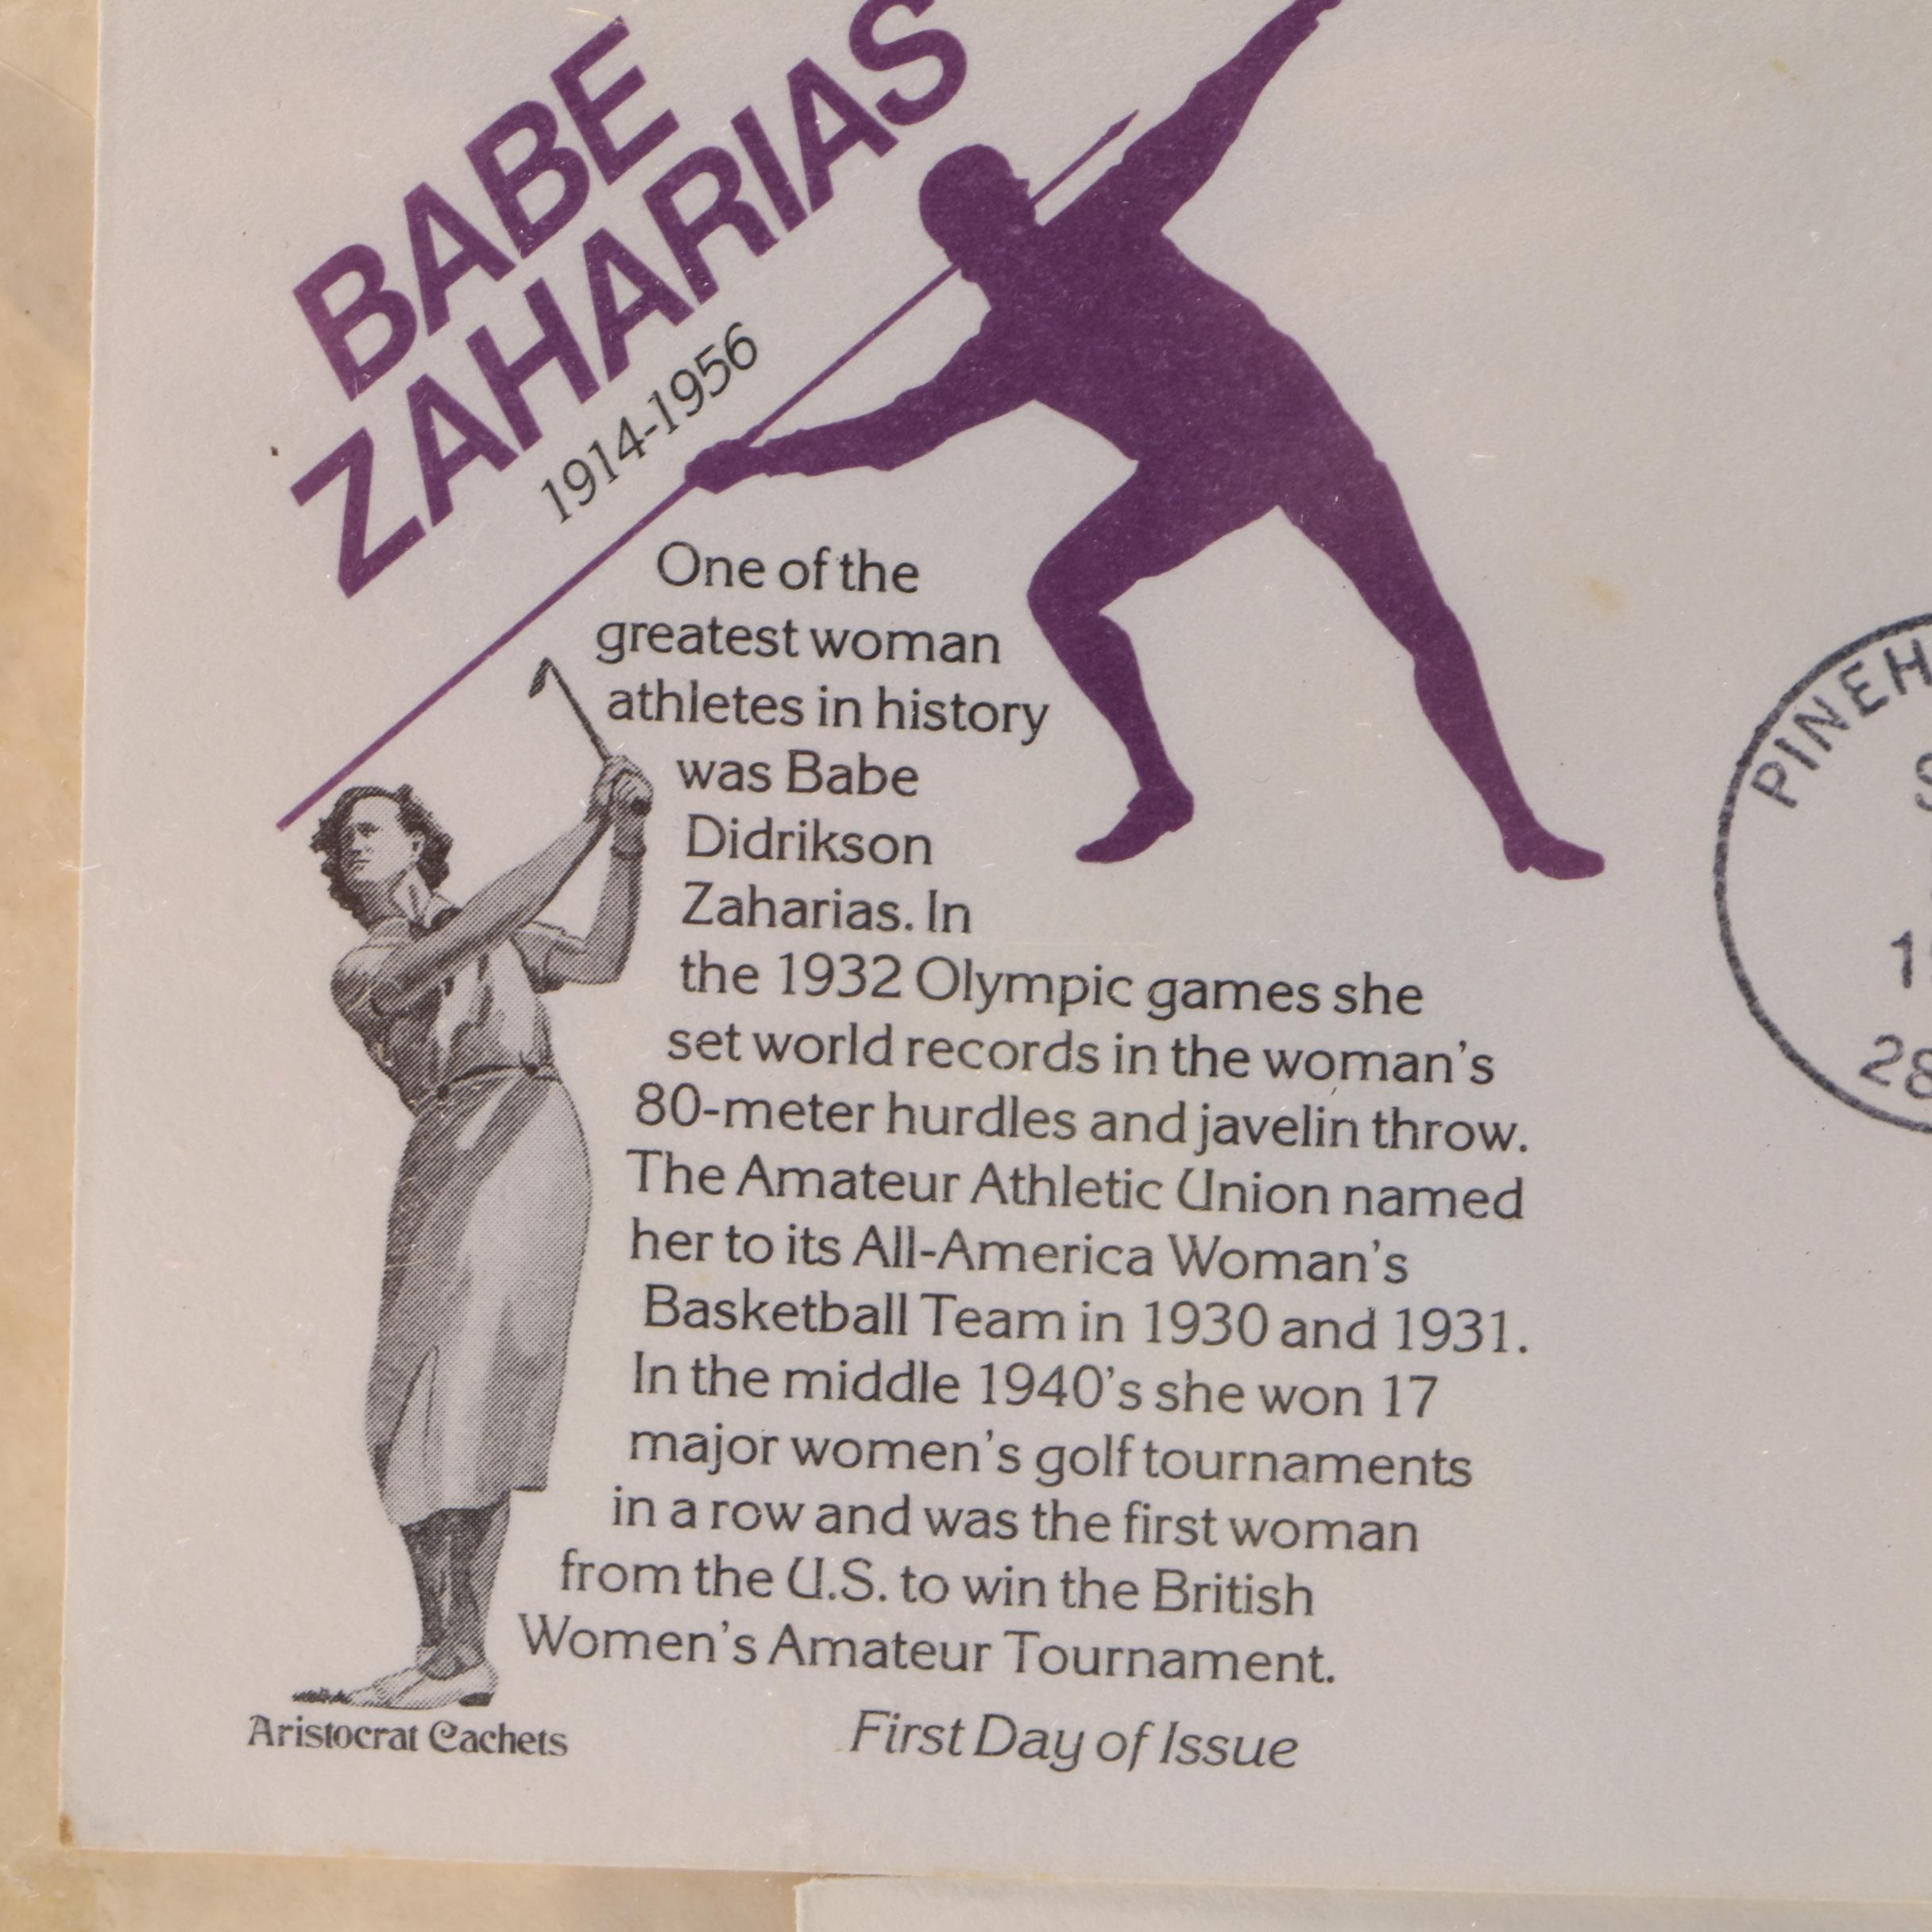 BABE
ZAHARIAS
1914-1956
One of the
greatest woman
athletes in history
was Babe
Didrikson
Zaharias. In
the 1932 Olympic games she
set world records in the woman's
80-meter hurdles and javelin throw.
The Amateur Athletic Union named
her to its All-America Woman's
Basketball Team in 1930 and 1931.
In the middle 1940's she won 17
major women's golf tournaments
in a row and was the first woman
from the U.S. to win the British
Women's Amateur Tournament.
Aristocrat Cachets
First Day of Issue
PINEH
28